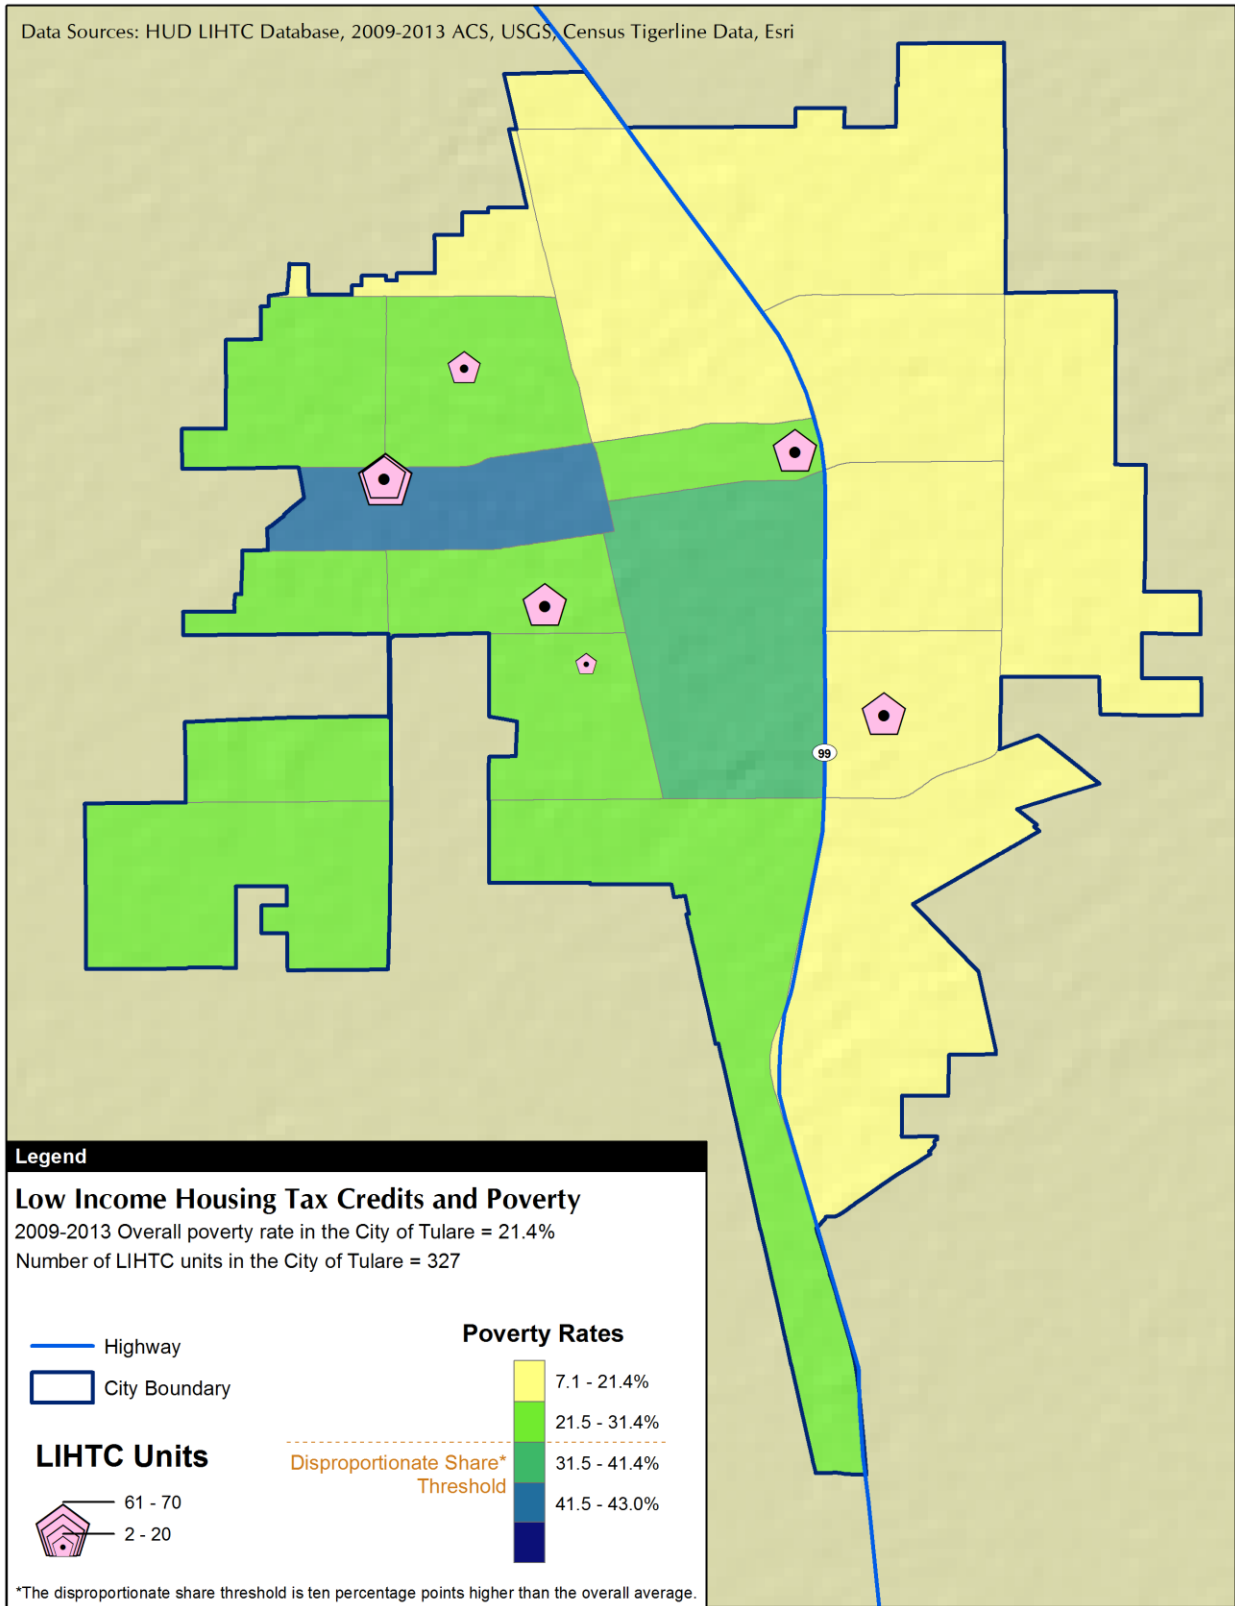 Data Sources: HUD LIHTC Database, 2009-2013 ACS, USGS, Census Tigerline Data, Esri
99
Legend
Low Income Housing Tax Credits and Poverty
2009-2013 Overall poverty rate in the City of Tulare = 21.4%
Number of LIHTC units in the City of Tulare = 327
Highway
City Boundary
LIHTC Units
61 - 70
2 - 20
Poverty Rates
7.1 - 21.4%
21.5 - 31.4%
Disproportionate Share*
Threshold
31.5 - 41.4%
41.5 - 43.0%
*The disproportionate share threshold is ten percentage points higher than the overall average.